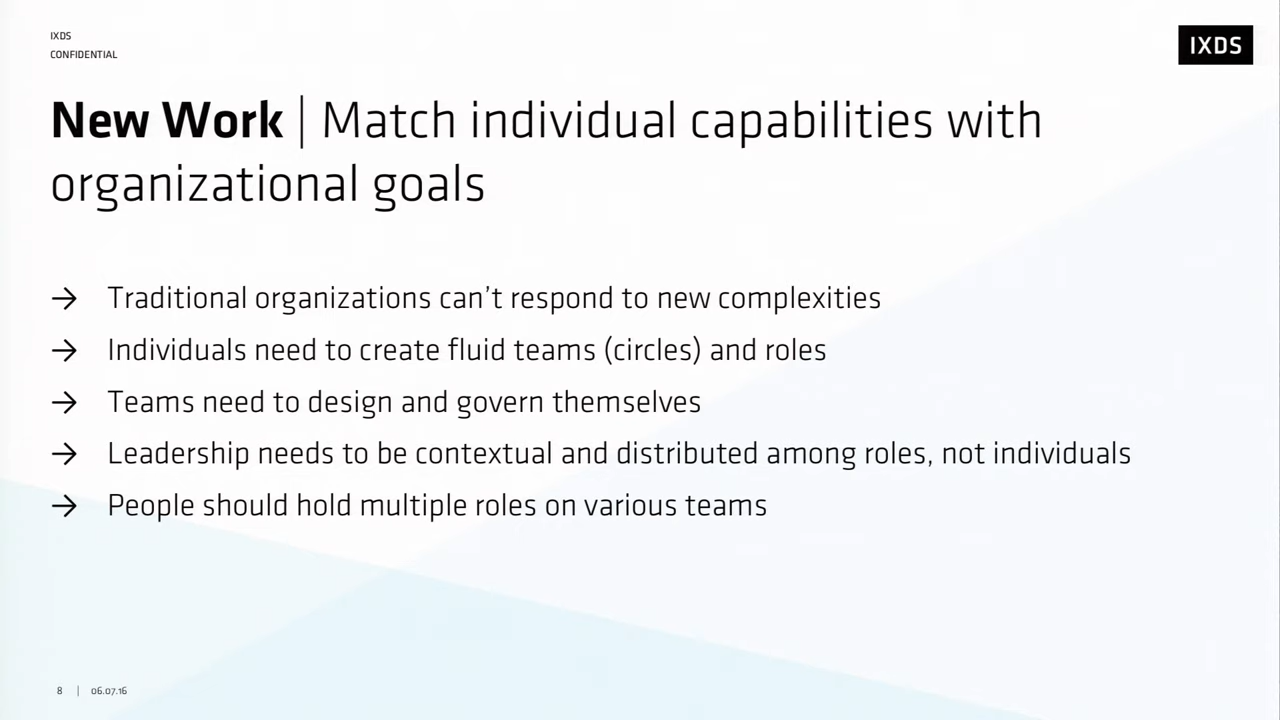 IXDS
CONFIDENTIAL
IXDS
New Work | Match individual capabilities with
organizational goals
→ Traditional organizations can’t respond to new complexities
→ Individuals need to create fluid teams (circles) and roles
→ Teams need to design and govern themselves
→ Leadership needs to be contextual and distributed among roles, not individuals
→ People should hold multiple roles on various teams
8 | 06.07.16